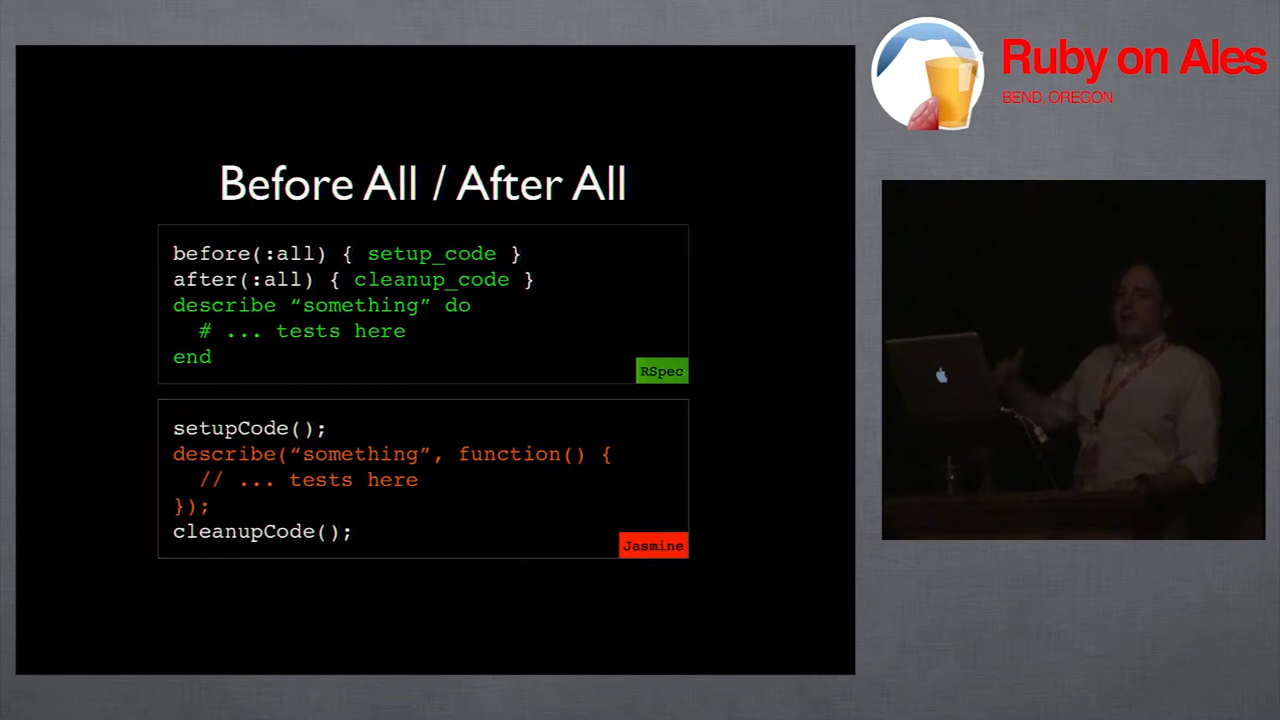 Ruby on Ales
BEND, OREGON
Before All / After All
before(:all) { setup_code }
after(:all) { cleanup_code }
describe “something” do
  # ... tests here
end
RSpec
setupCode();
describe(“something”, function() {
  // ... tests here
});
cleanupCode();
Jasmine